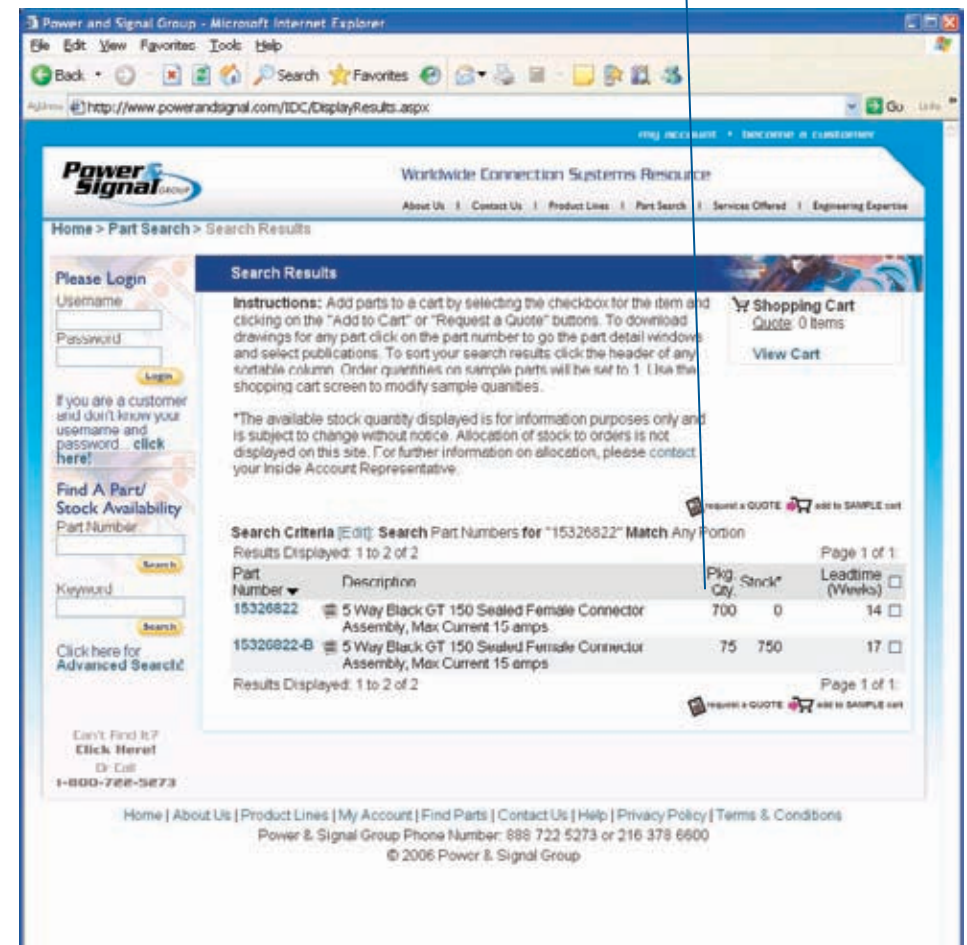 Power and Signal Group - Microsoft Internet Explorer
File Edit View Favorites Tools Help
Back Search Favorites
Address http://www.powerandsignal.com/IDC/DisplayResults.aspx Go Links
my account • become a customer
Power & Signal GROUP
Worldwide Connection Systems Resource
About Us | Contact Us | Product Lines | Part Search | Services Offered | Engineering Expertise
Home > Part Search > Search Results
Please Login
Username
Password
Login
If you are a customer
and don't know your
username and
password... click
here!
Find A Part/
Stock Availability
Part Number
Search
Keyword
Search
Click here for
Advanced Search!
Can't Find It?
Click Here!
Or Call
1-800-722-5273
Search Results
Instructions: Add parts to a cart by selecting the checkbox for the item and
clicking on the "Add to Cart" or "Request a Quote" buttons. To download
drawings for any part click on the part number to go the part detail windows
and select publications. To sort your search results click the header of any
sortable column. Order quantities on sample parts will be set to 1. Use the
shopping cart screen to modify sample quanities.
*The available stock quantity displayed is for information purposes only and
is subject to change without notice. Allocation of stock to orders is not
displayed on this site. For further information on allocation, please contact
your Inside Account Representative.
Shopping Cart
Quote: 0 Items
View Cart
request a QUOTE add to SAMPLE cart
Search Criteria [Edit]: Search Part Numbers for "15326822" Match Any Portion
Results Displayed: 1 to 2 of 2 Page 1 of 1:
Part Number Description Pkg. Qty. Stock* Leadtime (Weeks)
15326822 5 Way Black GT 150 Sealed Female Connector 700 0 14
Assembly, Max Current 15 amps
15326822-B 5 Way Black GT 150 Sealed Female Connector 75 750 17
Assembly, Max Current 15 amps
Results Displayed: 1 to 2 of 2 Page 1 of 1:
request a QUOTE add to SAMPLE cart
Home | About Us | Product Lines | My Account | Find Parts | Contact Us | Help | Privacy Policy | Terms & Conditions
Power & Signal Group Phone Number: 888 722 5273 or 216 378 6600
© 2006 Power & Signal Group